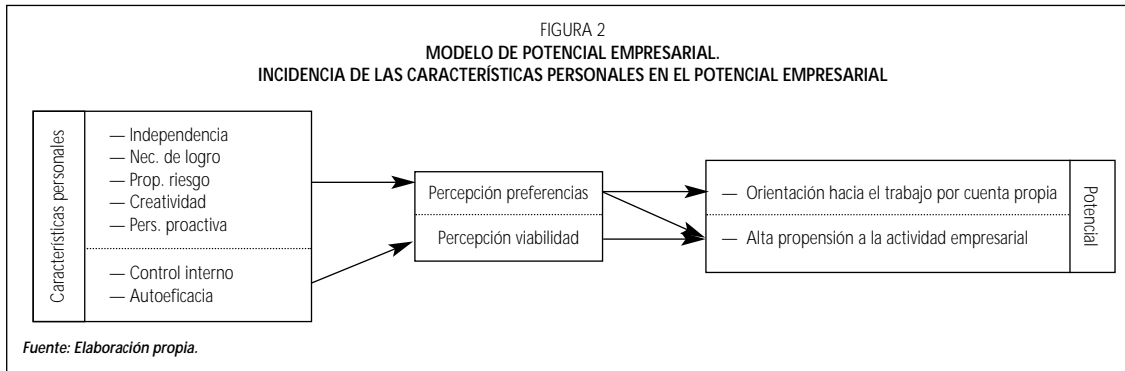 FIGURA 2
MODELO DE POTENCIAL EMPRESARIAL.
INCIDENCIA DE LAS CARACTERÍSTICAS PERSONALES EN EL POTENCIAL EMPRESARIAL
Características personales
— Independencia
— Nec. de logro
— Prop. riesgo
— Creatividad
— Pers. proactiva
— Control interno
— Autoeficacia
Percepción preferencias
Percepción viabilidad
— Orientación hacia el trabajo por cuenta propia
— Alta propensión a la actividad empresarial
Potencial
Fuente: Elaboración propia.